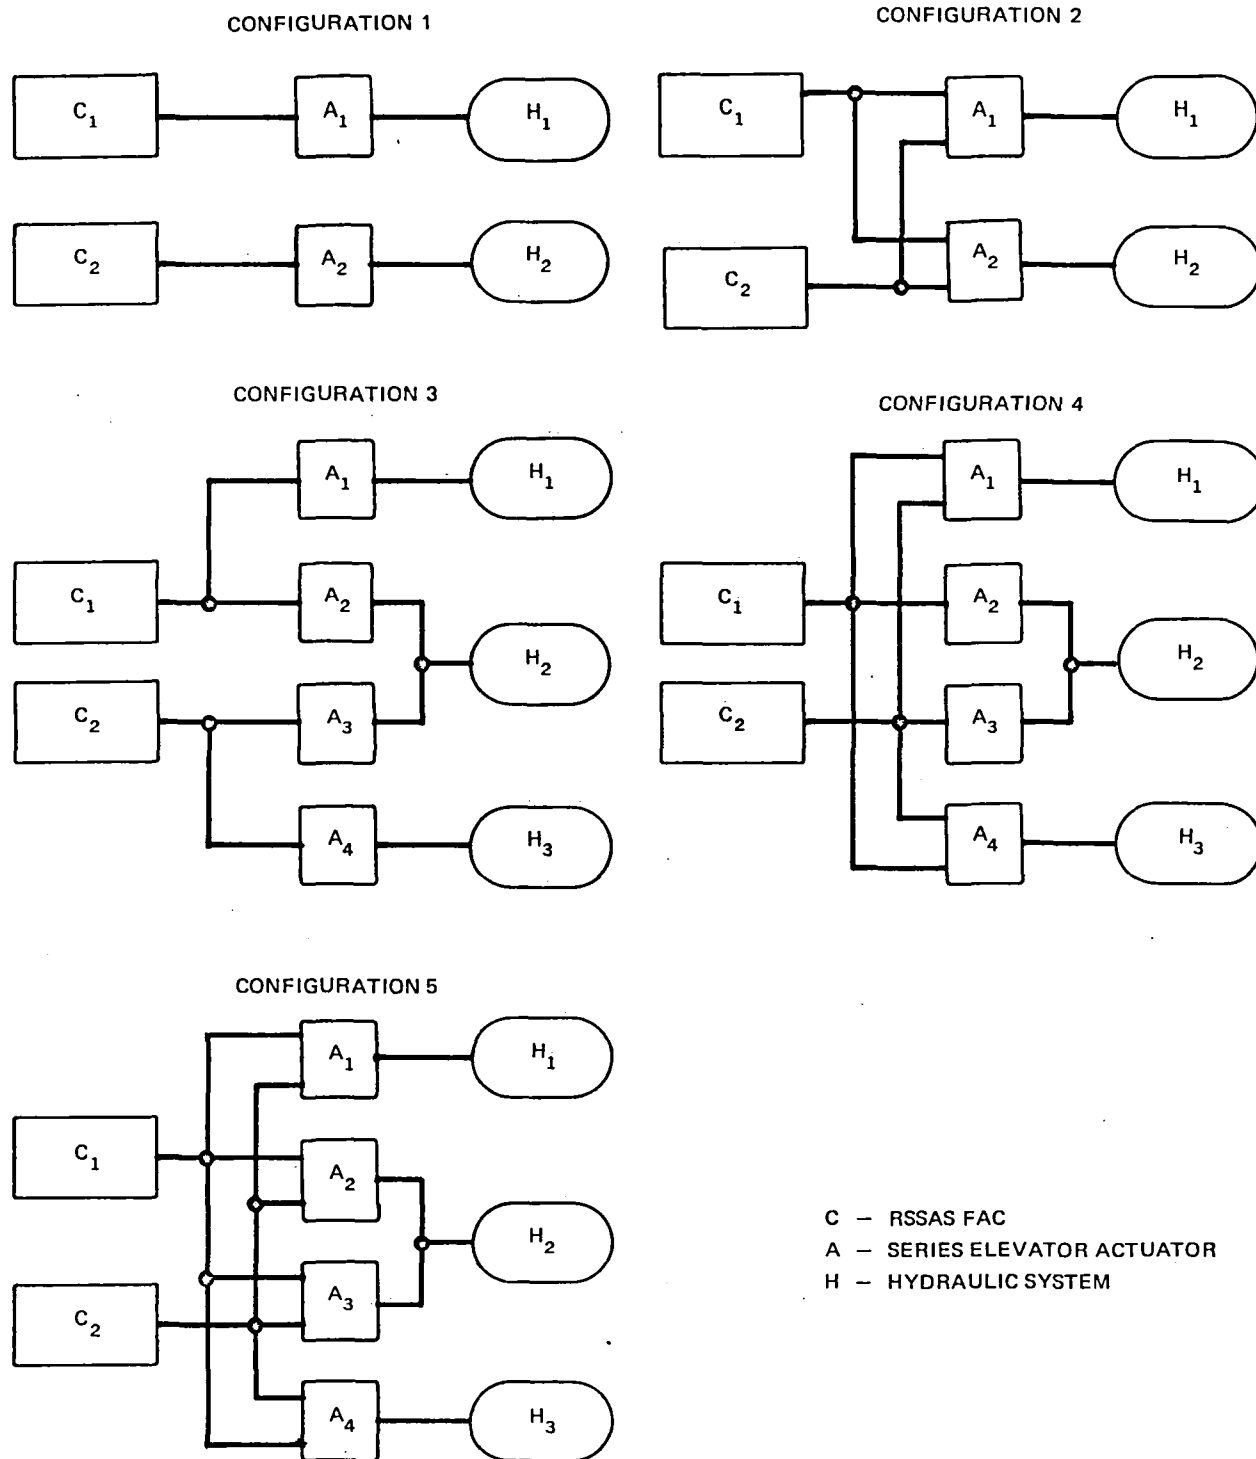 CONFIGURATION 1
C1
A1
H1
C2
A2
H2
CONFIGURATION 2
C1
A1
H1
C2
A2
H2
CONFIGURATION 3
A1
H1
C1
A2
H2
C2
A3
A4
H3
CONFIGURATION 4
A1
H1
C1
A2
H2
C2
A3
A4
H3
CONFIGURATION 5
A1
H1
C1
A2
H2
C2
A3
A4
H3
C – RSSAS FAC
A – SERIES ELEVATOR ACTUATOR
H – HYDRAULIC SYSTEM